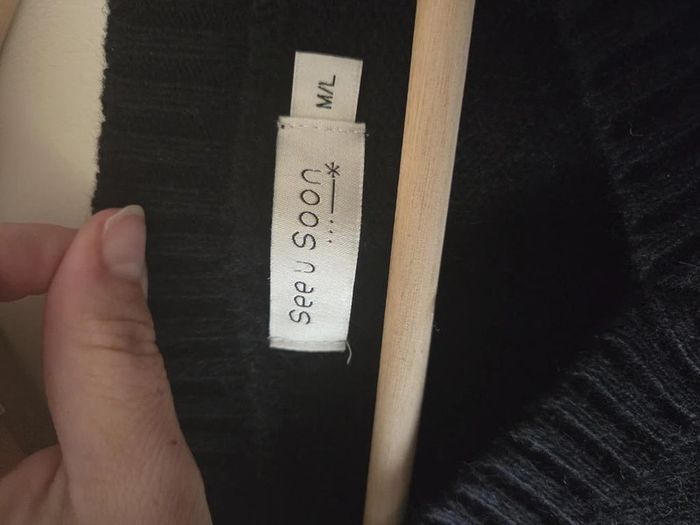 See u Soon
...—*
M/L